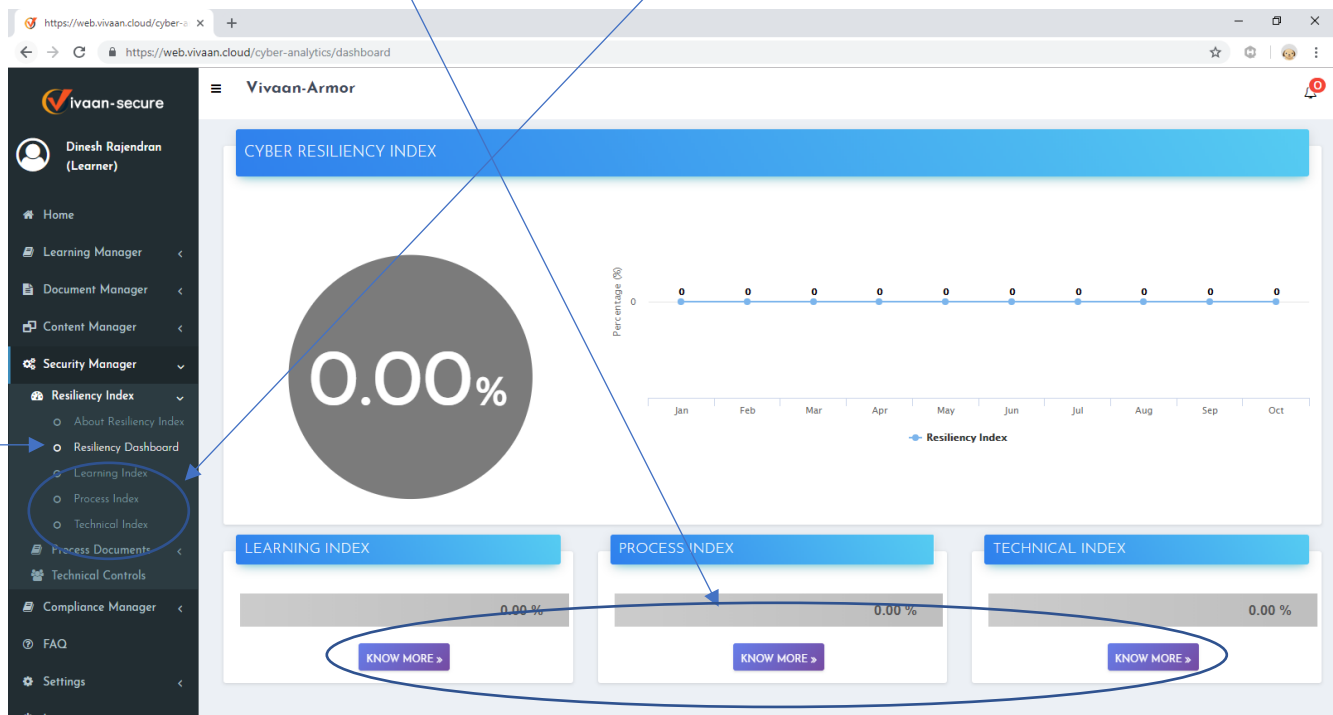 https://web.vivaan.cloud/cyber-a
https://web.vivaan.cloud/cyber-analytics/dashboard
ivaan-secure
Vivaan-Armor
0
Dinesh Rajendran
(Learner)
Home
Learning Manager
Document Manager
Content Manager
Security Manager
Resiliency Index
About Resiliency Index
Resiliency Dashboard
Learning Index
Process Index
Technical Index
Process Documents
Technical Controls
Compliance Manager
FAQ
Settings
CYBER RESILIENCY INDEX
0.00%
Percentage (%)
0
0 0 0 0 0 0 0 0 0 0
Jan Feb Mar Apr May Jun Jul Aug Sep Oct
Resiliency Index
LEARNING INDEX
0.00 %
KNOW MORE »
PROCESS INDEX
0.00 %
KNOW MORE »
TECHNICAL INDEX
0.00 %
KNOW MORE »